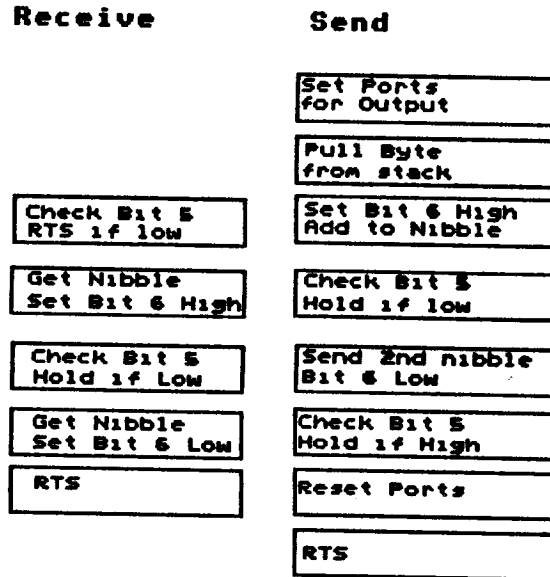 Receive
Check Bit 5
RTS if low
Get Nibble
Set Bit 6 High
Check Bit 5
Hold if Low
Get Nibble
Set Bit 6 Low
RTS
Send
Set Ports
for Output
Pull Byte
from stack
Set Bit 6 High
Add to Nibble
Check Bit 5
Hold if low
Send 2nd nibble
Bit 6 Low
Check Bit 5
Hold if High
Reset Ports
RTS